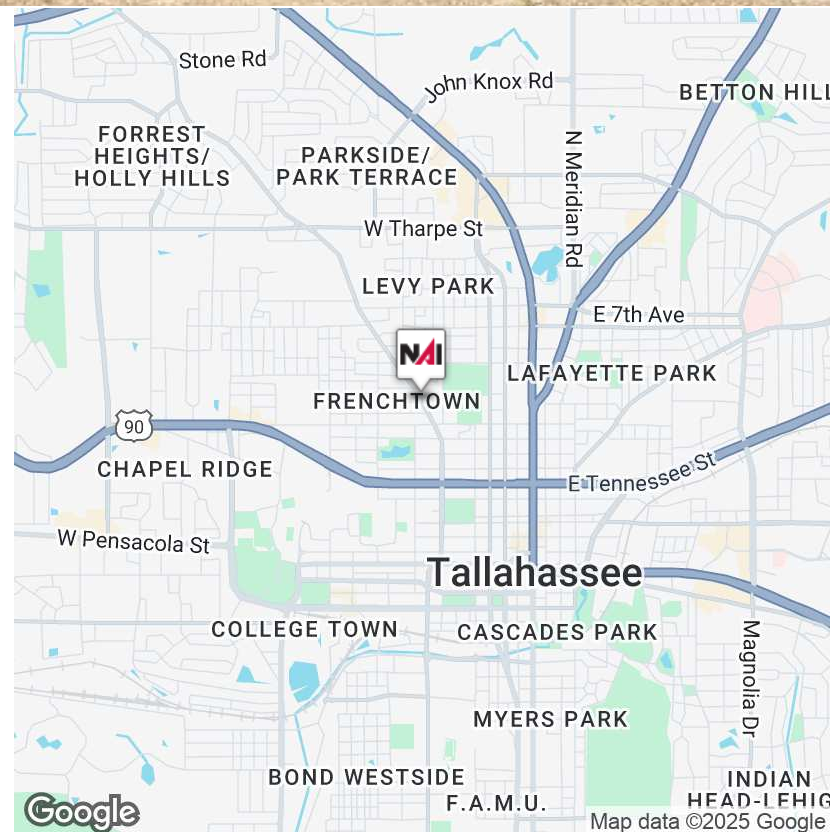 Stone Rd
John Knox Rd
BETTON HILL
FORREST
HEIGHTS/
HOLLY HILLS
PARKSIDE/
PARK TERRACE
N Meridian Rd
W Tharpe St
LEVY PARK
E 7th Ave
NAI
LAFAYETTE PARK
FRENCHTOWN
90
CHAPEL RIDGE
E Tennessee St
W Pensacola St
Tallahassee
COLLEGE TOWN
CASCADES PARK
Magnolia Dr
MYERS PARK
BOND WESTSIDE
INDIAN
HEAD-LEHIG
F.A.M.U.
Google
Map data ©2025 Google